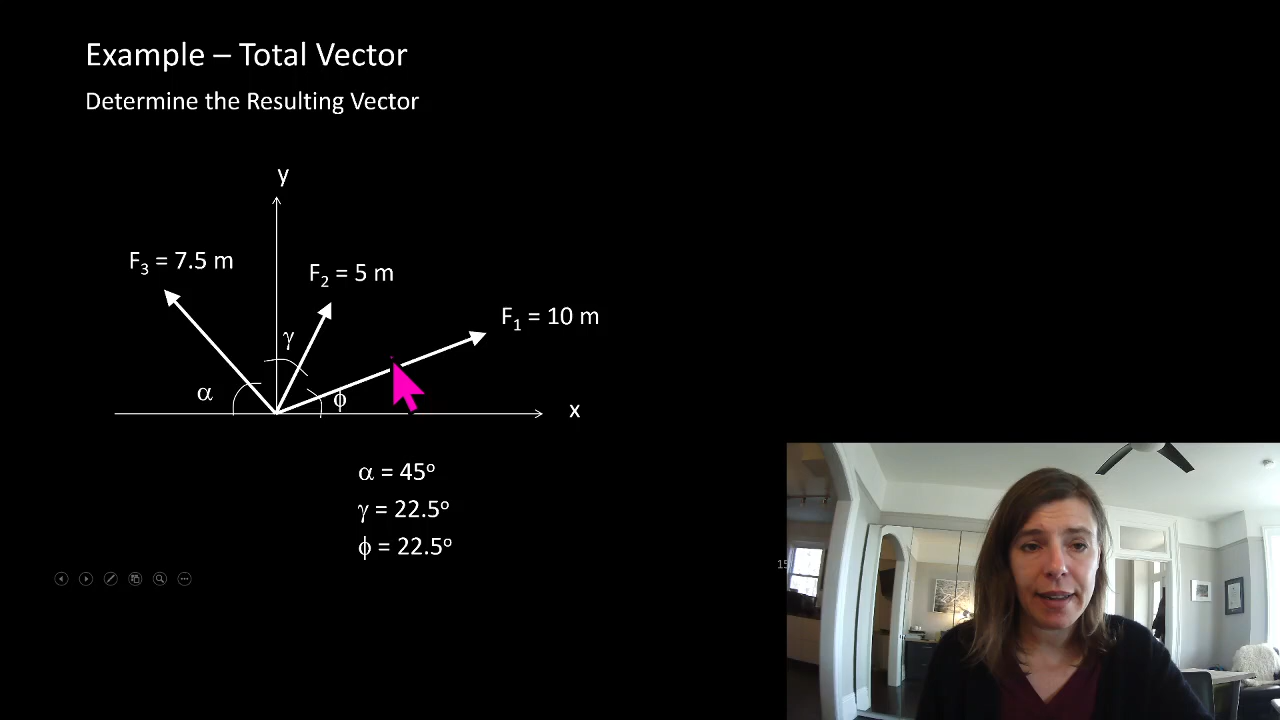 Example – Total Vector
Determine the Resulting Vector
y
F₃ = 7.5 m
F₂ = 5 m
F₁ = 10 m
γ
α
ϕ
x
α = 45°
γ = 22.5°
ϕ = 22.5°
15